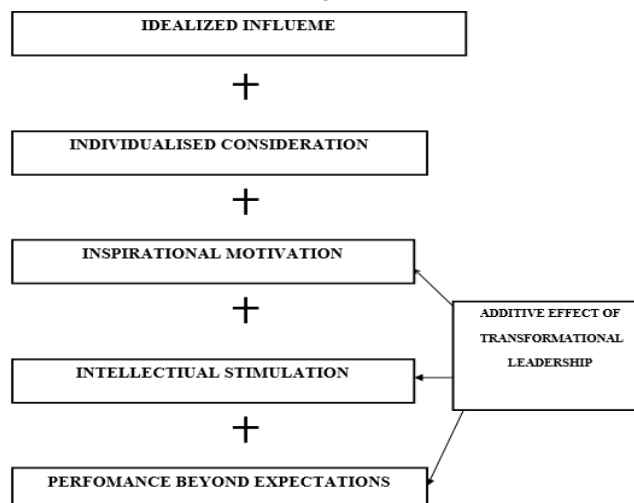 IDEALIZED INFLUEME
+
INDIVIDUALISED CONSIDERATION
+
INSPIRATIONAL MOTIVATION
+
ADDITIVE EFFECT OF
TRANSFORMATIONAL
LEADERSHIP
INTELLECTIUAL STIMULATION
+
PERFOMANCE BEYOND EXPECTATIONS